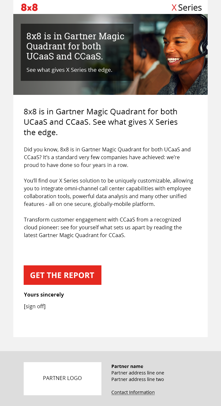 8x8
X Series
8x8 is in Gartner Magic
Quadrant for both
UCaaS and CCaaS.
See what gives X Series the edge.
8x8 is in Gartner Magic Quadrant for both
UCaaS and CCaaS. See what gives X Series
the edge.
Did you know, 8x8 is in Gartner Magic Quadrant for both UCaaS and
CCaaS? It's a standard very few companies have achieved: we're
proud to have done so four years in a row.
You'll find our X Series solution to be uniquely customizable, allowing
you to integrate omni-channel call center capabilities with employee
collaboration tools, powerful data analysis and many other unified
features - all on one secure, globally-mobile platform.
Transform customer engagement with CCaaS from a recognized
cloud pioneer: see for yourself what sets us apart by reading the
latest Gartner Magic Quadrant for CCaaS.
GET THE REPORT
Yours sincerely
[sign off]
PARTNER LOGO
Partner name
Partner address line one
Partner address line two
Contact information